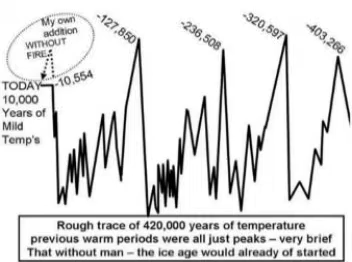 My own
addition
WITHOUT
FIRE
-127,850
-236,508
-320,597
-403,266
TODAY
-10,554
10,000
Years of
Mild
Temp's
Rough trace of 420,000 years of temperature
previous warm periods were all just peaks – very brief
That without man – the ice age would already of started